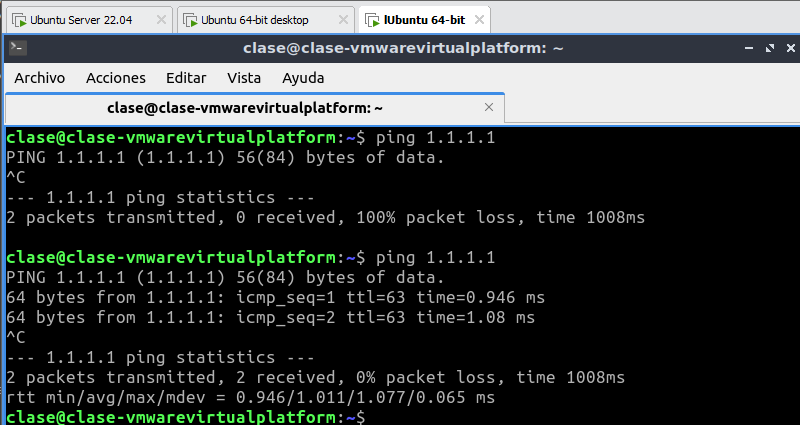 Ubuntu Server 22.04
Ubuntu 64-bit desktop
lUbuntu 64-bit
clase@clase-vmwarevirtualplatform: ~
Archivo Acciones Editar Vista Ayuda
clase@clase-vmwarevirtualplatform: ~
clase@clase-vmwarevirtualplatform:~$ ping 1.1.1.1
PING 1.1.1.1 (1.1.1.1) 56(84) bytes of data.
^C
--- 1.1.1.1 ping statistics ---
2 packets transmitted, 0 received, 100% packet loss, time 1008ms
clase@clase-vmwarevirtualplatform:~$ ping 1.1.1.1
PING 1.1.1.1 (1.1.1.1) 56(84) bytes of data.
64 bytes from 1.1.1.1: icmp_seq=1 ttl=63 time=0.946 ms
64 bytes from 1.1.1.1: icmp_seq=2 ttl=63 time=1.08 ms
^C
--- 1.1.1.1 ping statistics ---
2 packets transmitted, 2 received, 0% packet loss, time 1008ms
rtt min/avg/max/mdev = 0.946/1.011/1.077/0.065 ms
clase@clase-vmwarevirtualplatform:~$